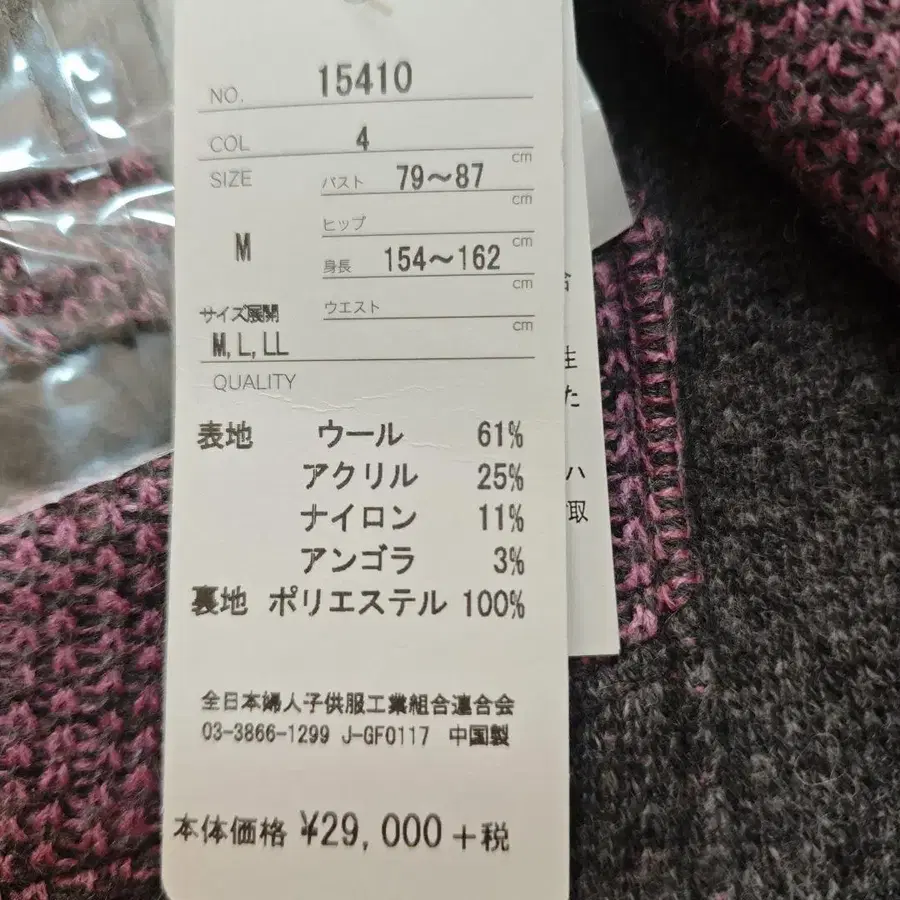 NO. 15410
COL 4
SIZE M
バスト 79~87 cm
ヒップ cm
身長 154~162 cm
ウエスト cm
cm
サイズ展開
M, L, LL
QUALITY
表地 ウール 61%
アクリル 25%
ナイロン 11%
アンゴラ 3%
裏地 ポリエステル 100%
全日本婦人子供服工業組合連合会
03-3866-1299 J-GF0117 中国製
本体価格 ¥29,000+税
生
た
ハ
取